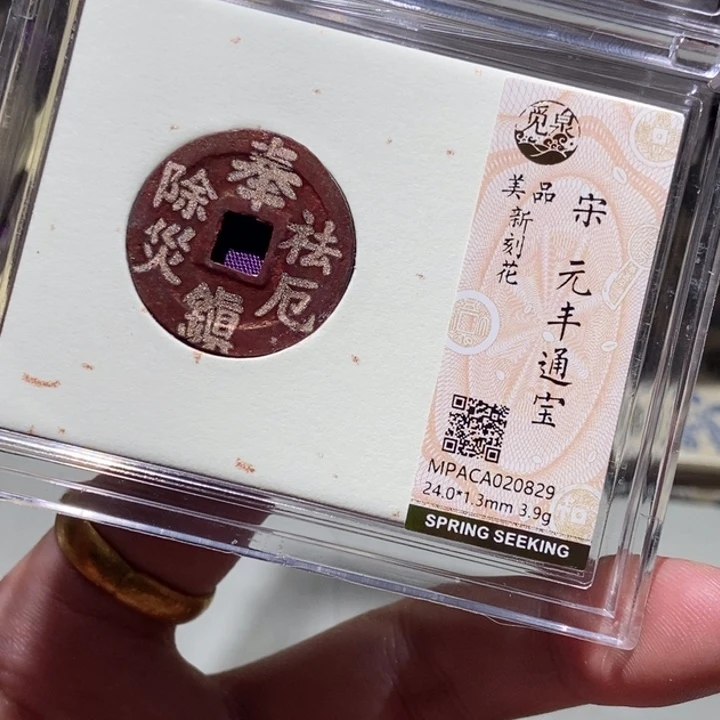 奉
祛厄
鎮
除災
觅泉
宋 元丰通宝
美品
新刻花
MPACA020829
24.0*1.3mm 3.9g
SPRING SEEKING